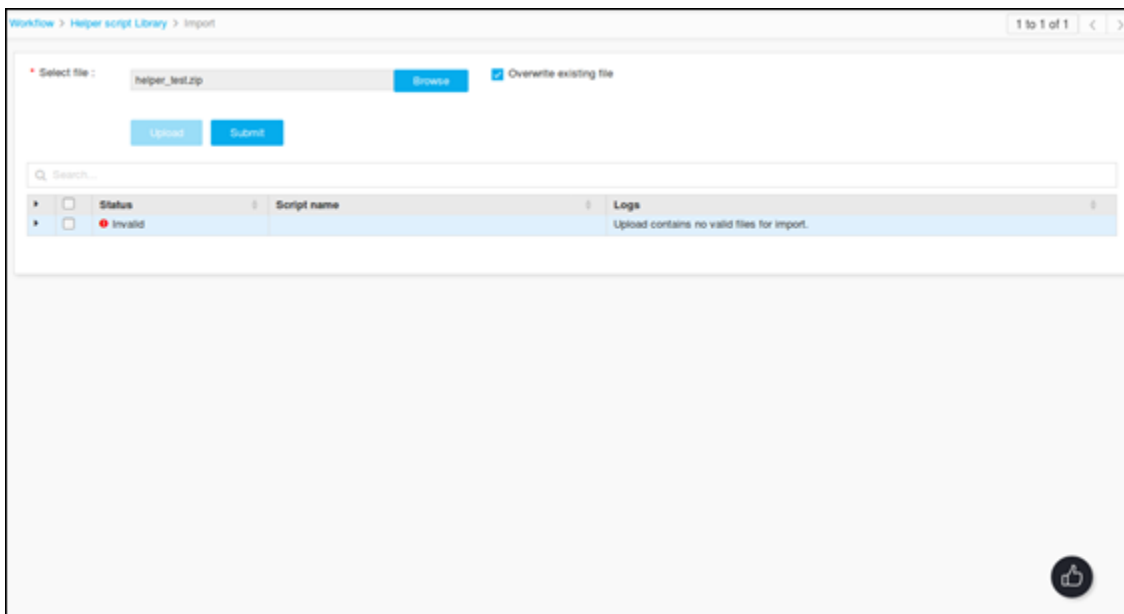 Workflow > Helper script Library > Import
1 to 1 of 1 < >
* Select file : helper_test.zip Browse Overwrite existing file
Upload Submit
Search...
Status Script name Logs
Invalid Upload contains no valid files for import.